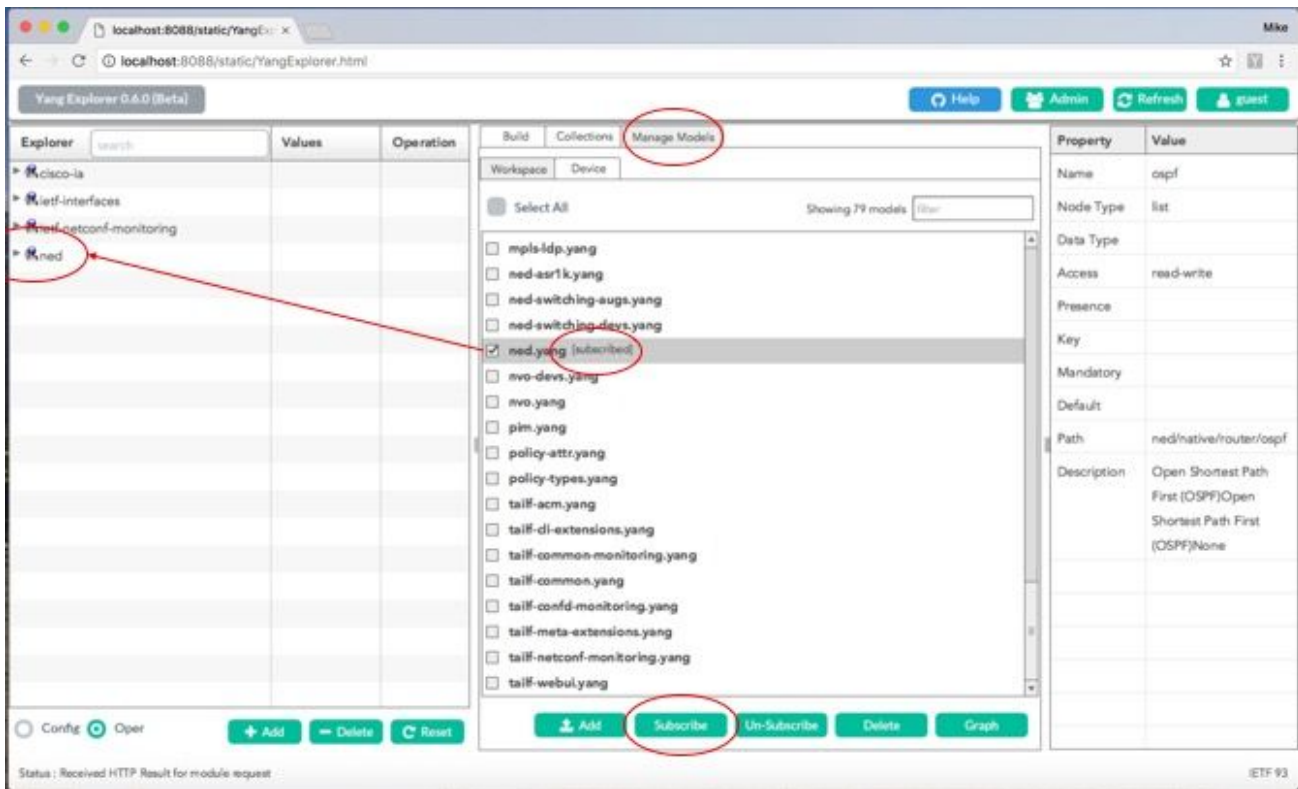 localhost:8088/static/YangEx
Mike
localhost:8088/static/YangExplorer.html
Yang Explorer 0.6.0 (Beta)
Help
Admin
Refresh
guest
Explorer
search
Values
Operation
cisco-ia
ietf-interfaces
ietf-netconf-monitoring
ned
Config
Oper
Add
Delete
Reset
Build
Collections
Manage Models
Workspace
Device
Select All
Showing 79 models
filter
mpls-ldp.yang
ned-asr1k.yang
ned-switching-augs.yang
ned-switching-devs.yang
ned.yang [subscribed]
nvo-devs.yang
nvo.yang
pim.yang
policy-attr.yang
policy-types.yang
tailf-acm.yang
tailf-cli-extensions.yang
tailf-common-monitoring.yang
tailf-common.yang
tailf-confd-monitoring.yang
tailf-meta-extensions.yang
tailf-netconf-monitoring.yang
tailf-webui.yang
Add
Subscribe
Un-Subscribe
Delete
Graph
Property Value
Name ospf
Node Type list
Data Type
Access read-write
Presence
Key
Mandatory
Default
Path ned/native/router/ospf
Description Open Shortest Path
First (OSPF)Open
Shortest Path First
(OSPF)None
Status : Received HTTP Result for module request
IETF 93